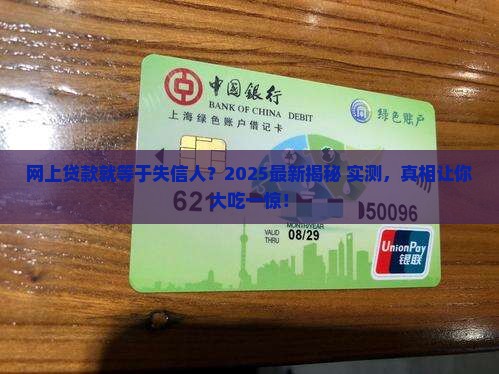 中国银行
BANK OF CHINA DEBIT
上海绿色账户借记卡
绿色账户
网上贷款就等于失信人？2025最新揭秘 实测，真相让你
大吃一惊！
621
50096
MONTH/YEAR
VALID THRU 08/29
UnionPay
银联